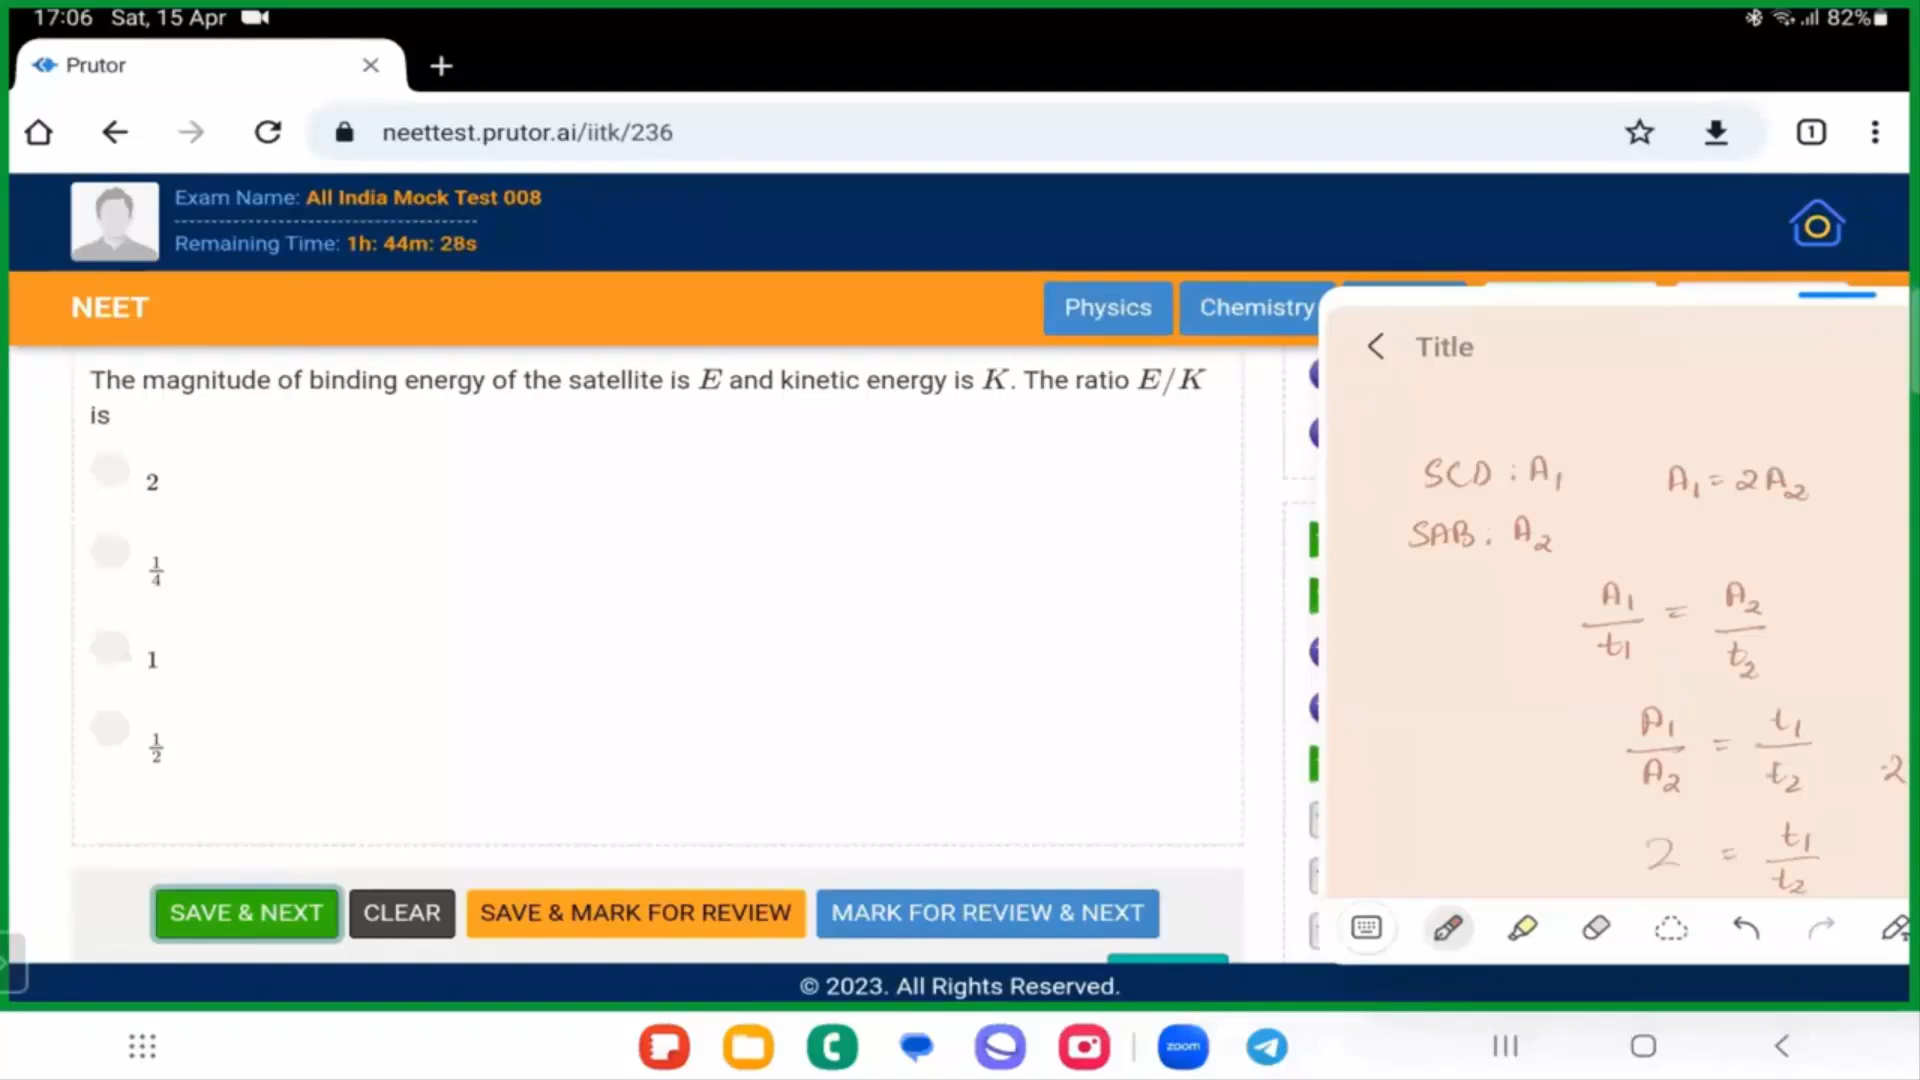 17:06 Sat, 15 Apr
82%
Prutor
neettest.prutor.ai/iitk/236
1
Exam Name: All India Mock Test 008
Remaining Time: 1h: 44m: 28s
NEET
Physics
Chemistry
The magnitude of binding energy of the satellite is E and kinetic energy is K. The ratio E/K
is
2
1/4
1
1/2
SAVE & NEXT
CLEAR
SAVE & MARK FOR REVIEW
MARK FOR REVIEW & NEXT
Title
SCD : A₁ A₁ = 2A₂
SAB : A₂
A₁/t₁ = A₂/t₂
A₁/A₂ = t₁/t₂
2 = t₁/t₂
© 2023. All Rights Reserved.
zoom